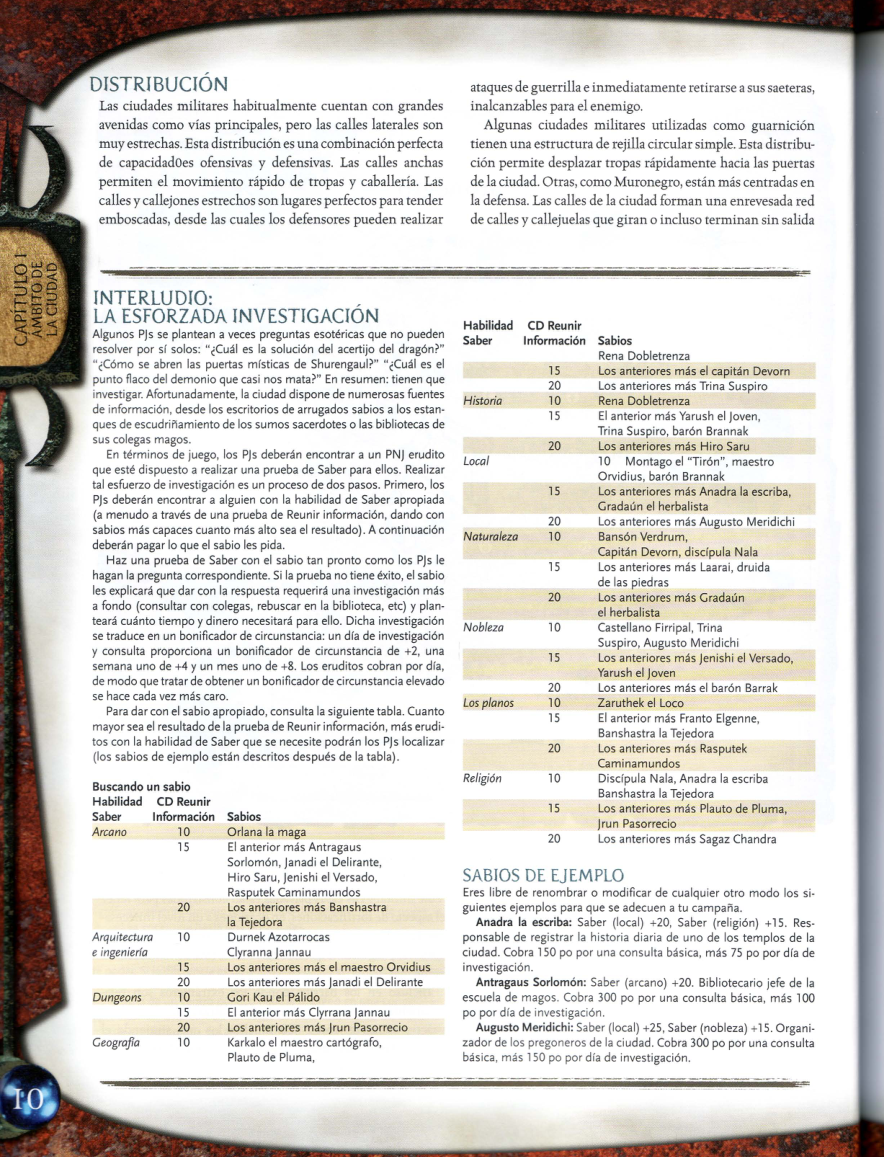 DISTRIBUCIÓN
Las ciudades militares habitualmente cuentan con grandes
avenidas como vías principales, pero las calles laterales son
muy estrechas. Esta distribución es una combinación perfecta
de capacidad0es ofensivas y defensivas. Las calles anchas
permiten el movimiento rápido de tropas y caballería. Las
calles y callejones estrechos son lugares perfectos para tender
emboscadas, desde las cuales los defensores pueden realizar
ataques de guerrilla e inmediatamente retirarse a sus saeteras,
inalcanzables para el enemigo.
Algunas ciudades militares utilizadas como guarnición
tienen una estructura de rejilla circular simple. Esta distribu-
ción permite desplazar tropas rápidamente hacia las puertas
de la ciudad. Otras, como Muronegro, están más centradas en
la defensa. Las calles de la ciudad forman una enrevesada red
de calles y callejuelas que giran o incluso terminan sin salida
CAPÍTULO 1
ÁMBITO DE
LA CIUDAD
INTERLUDIO:
LA ESFORZADA INVESTIGACIÓN
Algunos PJs se plantean a veces preguntas esotéricas que no pueden
resolver por sí solos: “¿Cuál es la solución del acertijo del dragón?”
“¿Cómo se abren las puertas místicas de Shurengaul?” “¿Cuál es el
punto flaco del demonio que casi nos mata?” En resumen: tienen que
investigar. Afortunadamente, la ciudad dispone de numerosas fuentes
de información, desde los escritorios de arrugados sabios a los estan-
ques de escudriñamiento de los sumos sacerdotes o las bibliotecas de
sus colegas magos.
En términos de juego, los PJs deberán encontrar a un PNJ erudito
que esté dispuesto a realizar una prueba de Saber para ellos. Realizar
tal esfuerzo de investigación es un proceso de dos pasos. Primero, los
PJs deberán encontrar a alguien con la habilidad de Saber apropiada
(a menudo a través de una prueba de Reunir información, dando con
sabios más capaces cuanto más alto sea el resultado). A continuación
deberán pagar lo que el sabio les pida.
Haz una prueba de Saber con el sabio tan pronto como los PJs le
hagan la pregunta correspondiente. Si la prueba no tiene éxito, el sabio
les explicará que dar con la respuesta requerirá una investigación más
a fondo (consultar con colegas, rebuscar en la biblioteca, etc) y plan-
teará cuánto tiempo y dinero necesitará para ello. Dicha investigación
se traduce en un bonificador de circunstancia: un día de investigación
y consulta proporciona un bonificador de circunstancia de +2, una
semana uno de +4 y un mes uno de +8. Los eruditos cobran por día,
de modo que tratar de obtener un bonificador de circunstancia elevado
se hace cada vez más caro.
Para dar con el sabio apropiado, consulta la siguiente tabla. Cuanto
mayor sea el resultado de la prueba de Reunir información, más erudi-
tos con la habilidad de Saber que se necesite podrán los PJs localizar
(los sabios de ejemplo están descritos después de la tabla).
Buscando un sabio
Habilidad CD Reunir
Saber Información Sabios
Arcano 10 Orlana la maga
15 El anterior más Antragaus
Sorlomón, Janadi el Delirante,
Hiro Saru, Jenishi el Versado,
Rasputek Caminamundos
20 Los anteriores más Banshastra
la Tejedora
Arquitectura 10 Durnek Azotarrocas
e ingeniería Clyranna Jannau
15 Los anteriores más el maestro Orvidius
20 Los anteriores más Janadi el Delirante
Dungeons 10 Gori Kau el Pálido
15 El anterior más Clyrrana Jannau
20 Los anteriores más Jrun Pasorrecio
Geografía 10 Karkalo el maestro cartógrafo,
Plauto de Pluma,
Habilidad CD Reunir
Saber Información Sabios
Rena Dobletrenza
15 Los anteriores más el capitán Devorn
20 Los anteriores más Trina Suspiro
Historia 10 Rena Dobletrenza
15 El anterior más Yarush el Joven,
Trina Suspiro, barón Brannak
20 Los anteriores más Hiro Saru
Local 10 Montago el “Tirón”, maestro
Orvidius, barón Brannak
15 Los anteriores más Anadra la escriba,
Gradaún el herbalista
20 Los anteriores más Augusto Meridichi
Naturaleza 10 Bansón Verdrum,
Capitán Devorn, discípula Nala
15 Los anteriores más Laarai, druida
de las piedras
20 Los anteriores más Gradaún
el herbalista
Nobleza 10 Castellano Firripal, Trina
Suspiro, Augusto Meridichi
15 Los anteriores más Jenishi el Versado,
Yarush el Joven
20 Los anteriores más el barón Barrak
Los planos 10 Zaruthek el Loco
15 El anterior más Franto Elgenne,
Banshastra la Tejedora
20 Los anteriores más Rasputek
Caminamundos
Religión 10 Discípula Nala, Anadra la escriba
Banshastra la Tejedora
15 Los anteriores más Plauto de Pluma,
Jrun Pasorrecio
20 Los anteriores más Sagaz Chandra
SABIOS DE EJEMPLO
Eres libre de renombrar o modificar de cualquier otro modo los si-
guientes ejemplos para que se adecuen a tu campaña.
Anadra la escriba: Saber (local) +20, Saber (religión) +15. Res-
ponsable de registrar la historia diaria de uno de los templos de la
ciudad. Cobra 150 po por una consulta básica, más 75 po por día de
investigación.
Antragaus Sorlomón: Saber (arcano) +20. Bibliotecario jefe de la
escuela de magos. Cobra 300 po por una consulta básica, más 100
po por día de investigación.
Augusto Meridichi: Saber (local) +25, Saber (nobleza) +15. Organi-
zador de los pregoneros de la ciudad. Cobra 300 po por una consulta
básica, más 150 po por día de investigación.
10